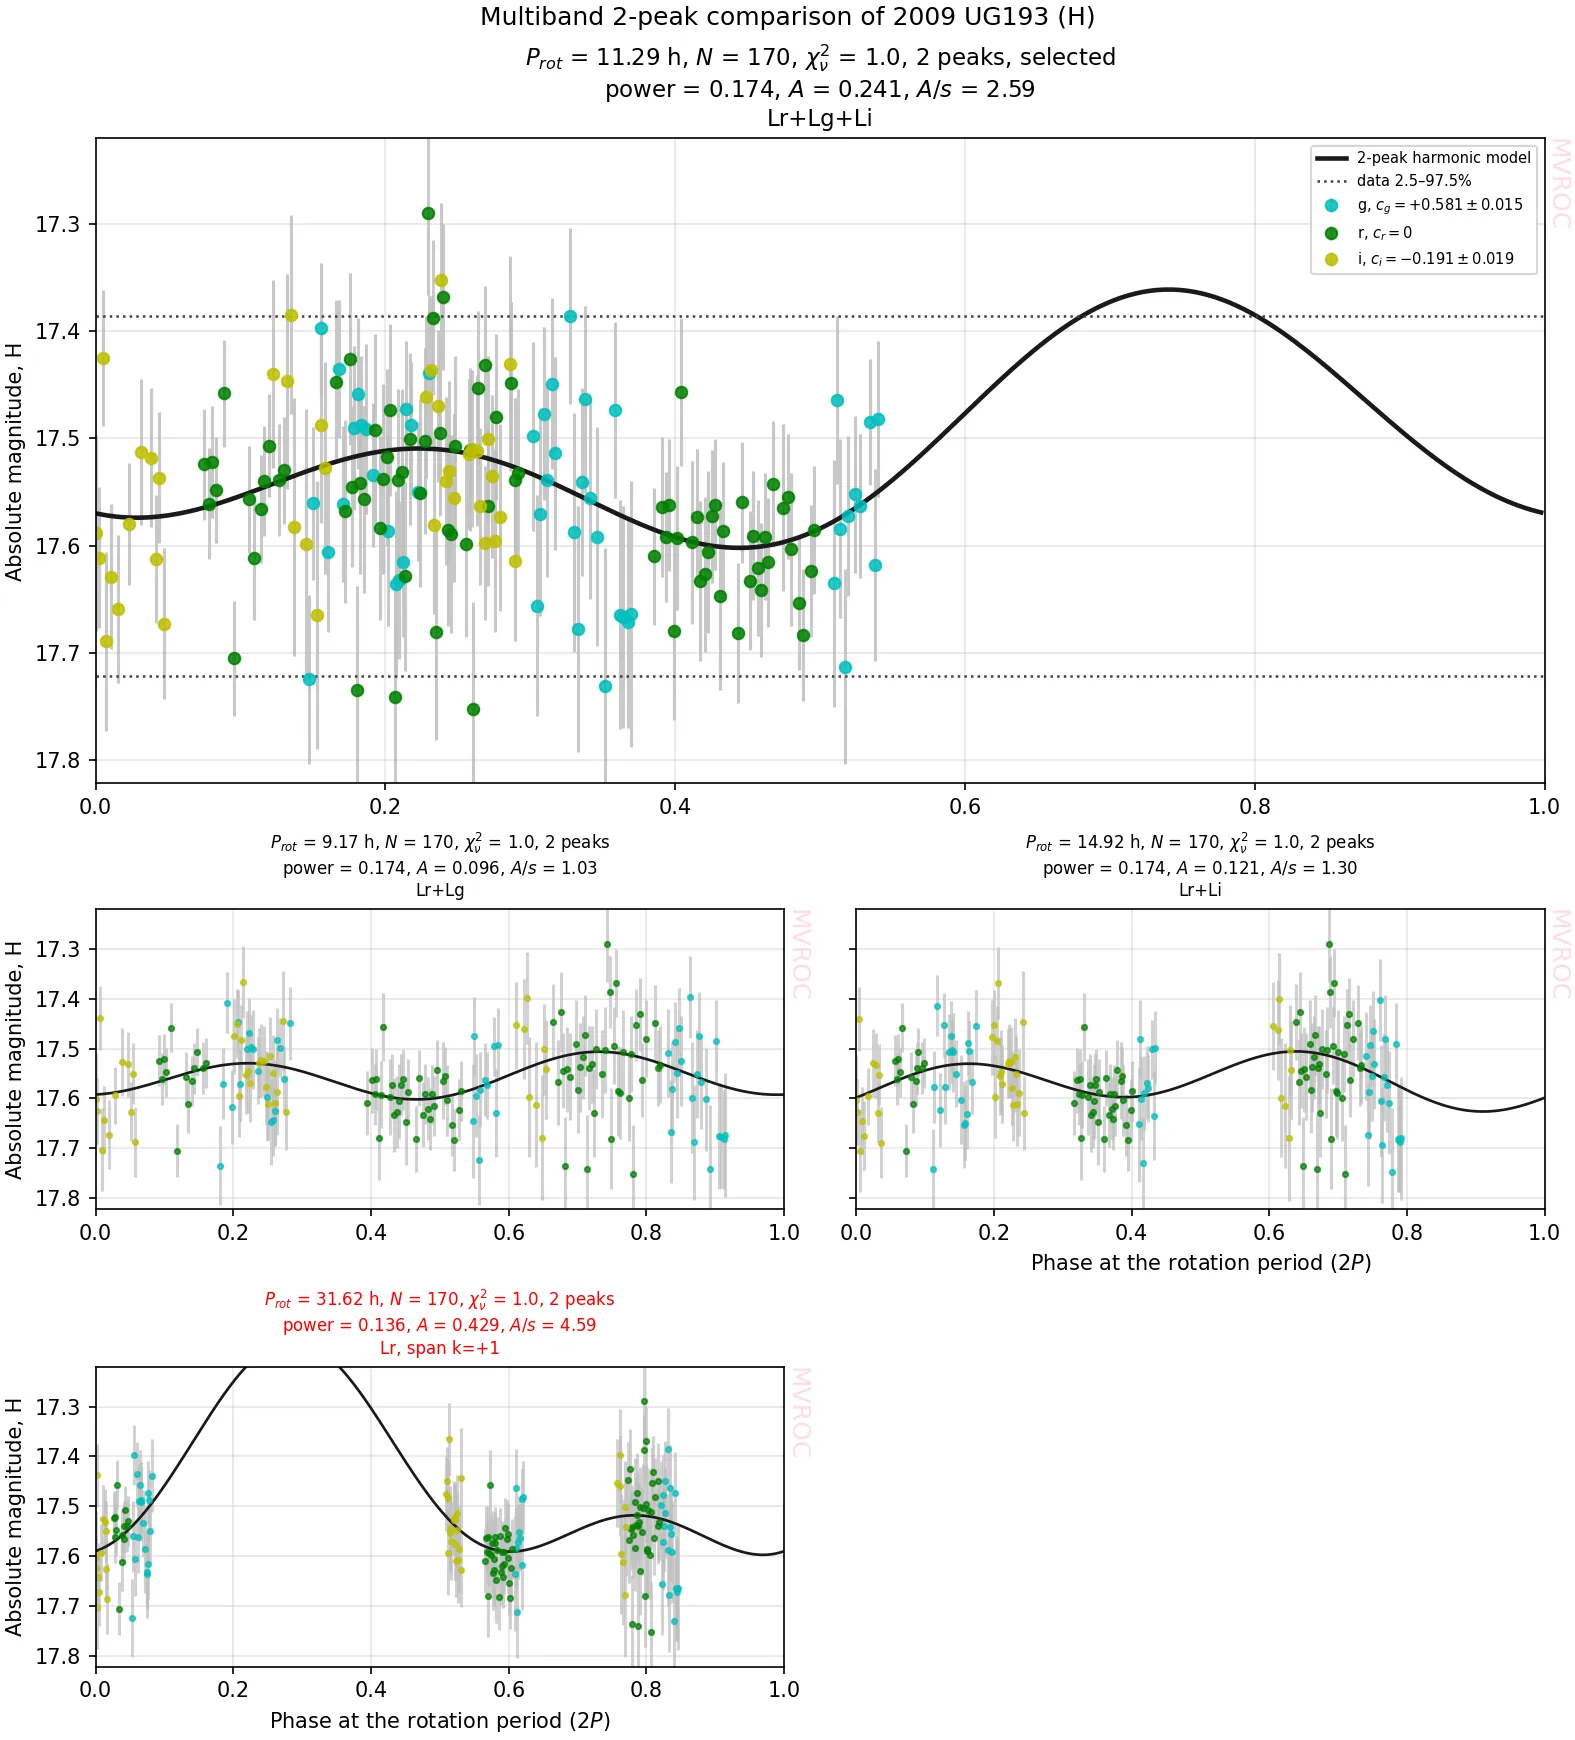 Multiband 2-peak comparison of 2009 UG193 (H)
P_rot = 11.29 h, N = 170, χ²_ν = 1.0, 2 peaks, selected
power = 0.174, A = 0.241, A/s = 2.59
Lr+Lg+Li
2-peak harmonic model
data 2.5–97.5%
g, c_g = +0.581 ± 0.015
r, c_r = 0
i, c_i = −0.191 ± 0.019
MVROC
Absolute magnitude, H
17.3
17.4
17.5
17.6
17.7
17.8
0.0 0.2 0.4 0.6 0.8 1.0
P_rot = 9.17 h, N = 170, χ²_ν = 1.0, 2 peaks
power = 0.174, A = 0.096, A/s = 1.03
Lr+Lg
MVROC
Absolute magnitude, H
17.3
17.4
17.5
17.6
17.7
17.8
0.0 0.2 0.4 0.6 0.8 1.0
P_rot = 14.92 h, N = 170, χ²_ν = 1.0, 2 peaks
power = 0.174, A = 0.121, A/s = 1.30
Lr+Li
MVROC
0.0 0.2 0.4 0.6 0.8 1.0
Phase at the rotation period (2P)
P_rot = 31.62 h, N = 170, χ²_ν = 1.0, 2 peaks
power = 0.136, A = 0.429, A/s = 4.59
Lr, span k=+1
MVROC
Absolute magnitude, H
17.3
17.4
17.5
17.6
17.7
17.8
0.0 0.2 0.4 0.6 0.8 1.0
Phase at the rotation period (2P)